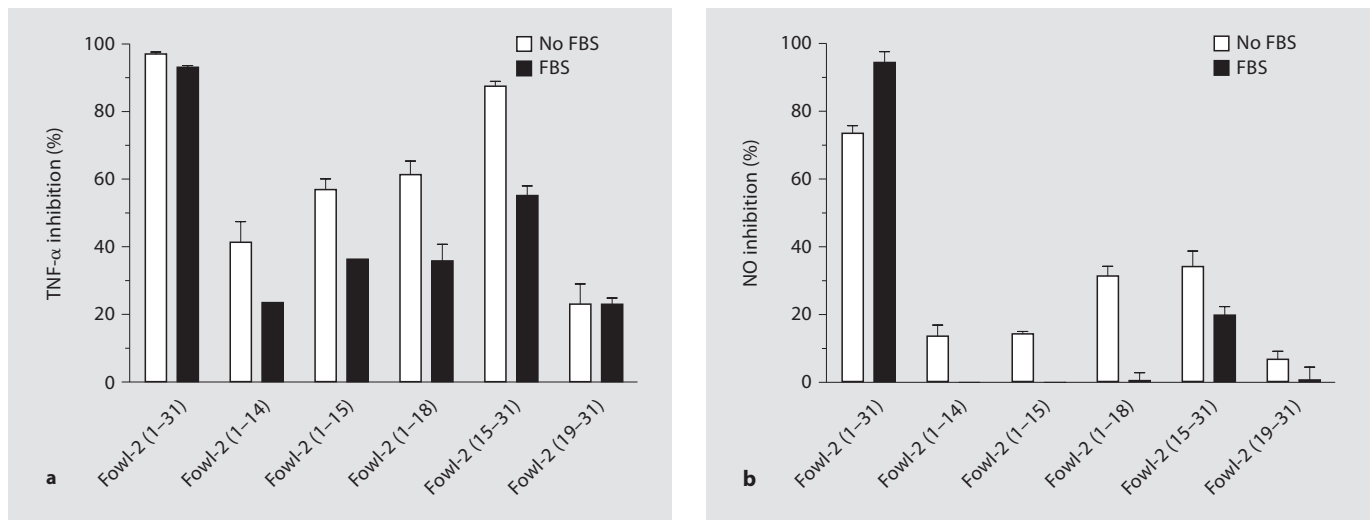 100
80
60
40
20
0
TNF-α inhibition (%)
No FBS
FBS
Fowl-2 (1–31)
Fowl-2 (1–14)
Fowl-2 (1–15)
Fowl-2 (1–18)
Fowl-2 (15–31)
Fowl-2 (19–31)
a
100
80
60
40
20
0
NO inhibition (%)
No FBS
FBS
Fowl-2 (1–31)
Fowl-2 (1–14)
Fowl-2 (1–15)
Fowl-2 (1–18)
Fowl-2 (15–31)
Fowl-2 (19–31)
b